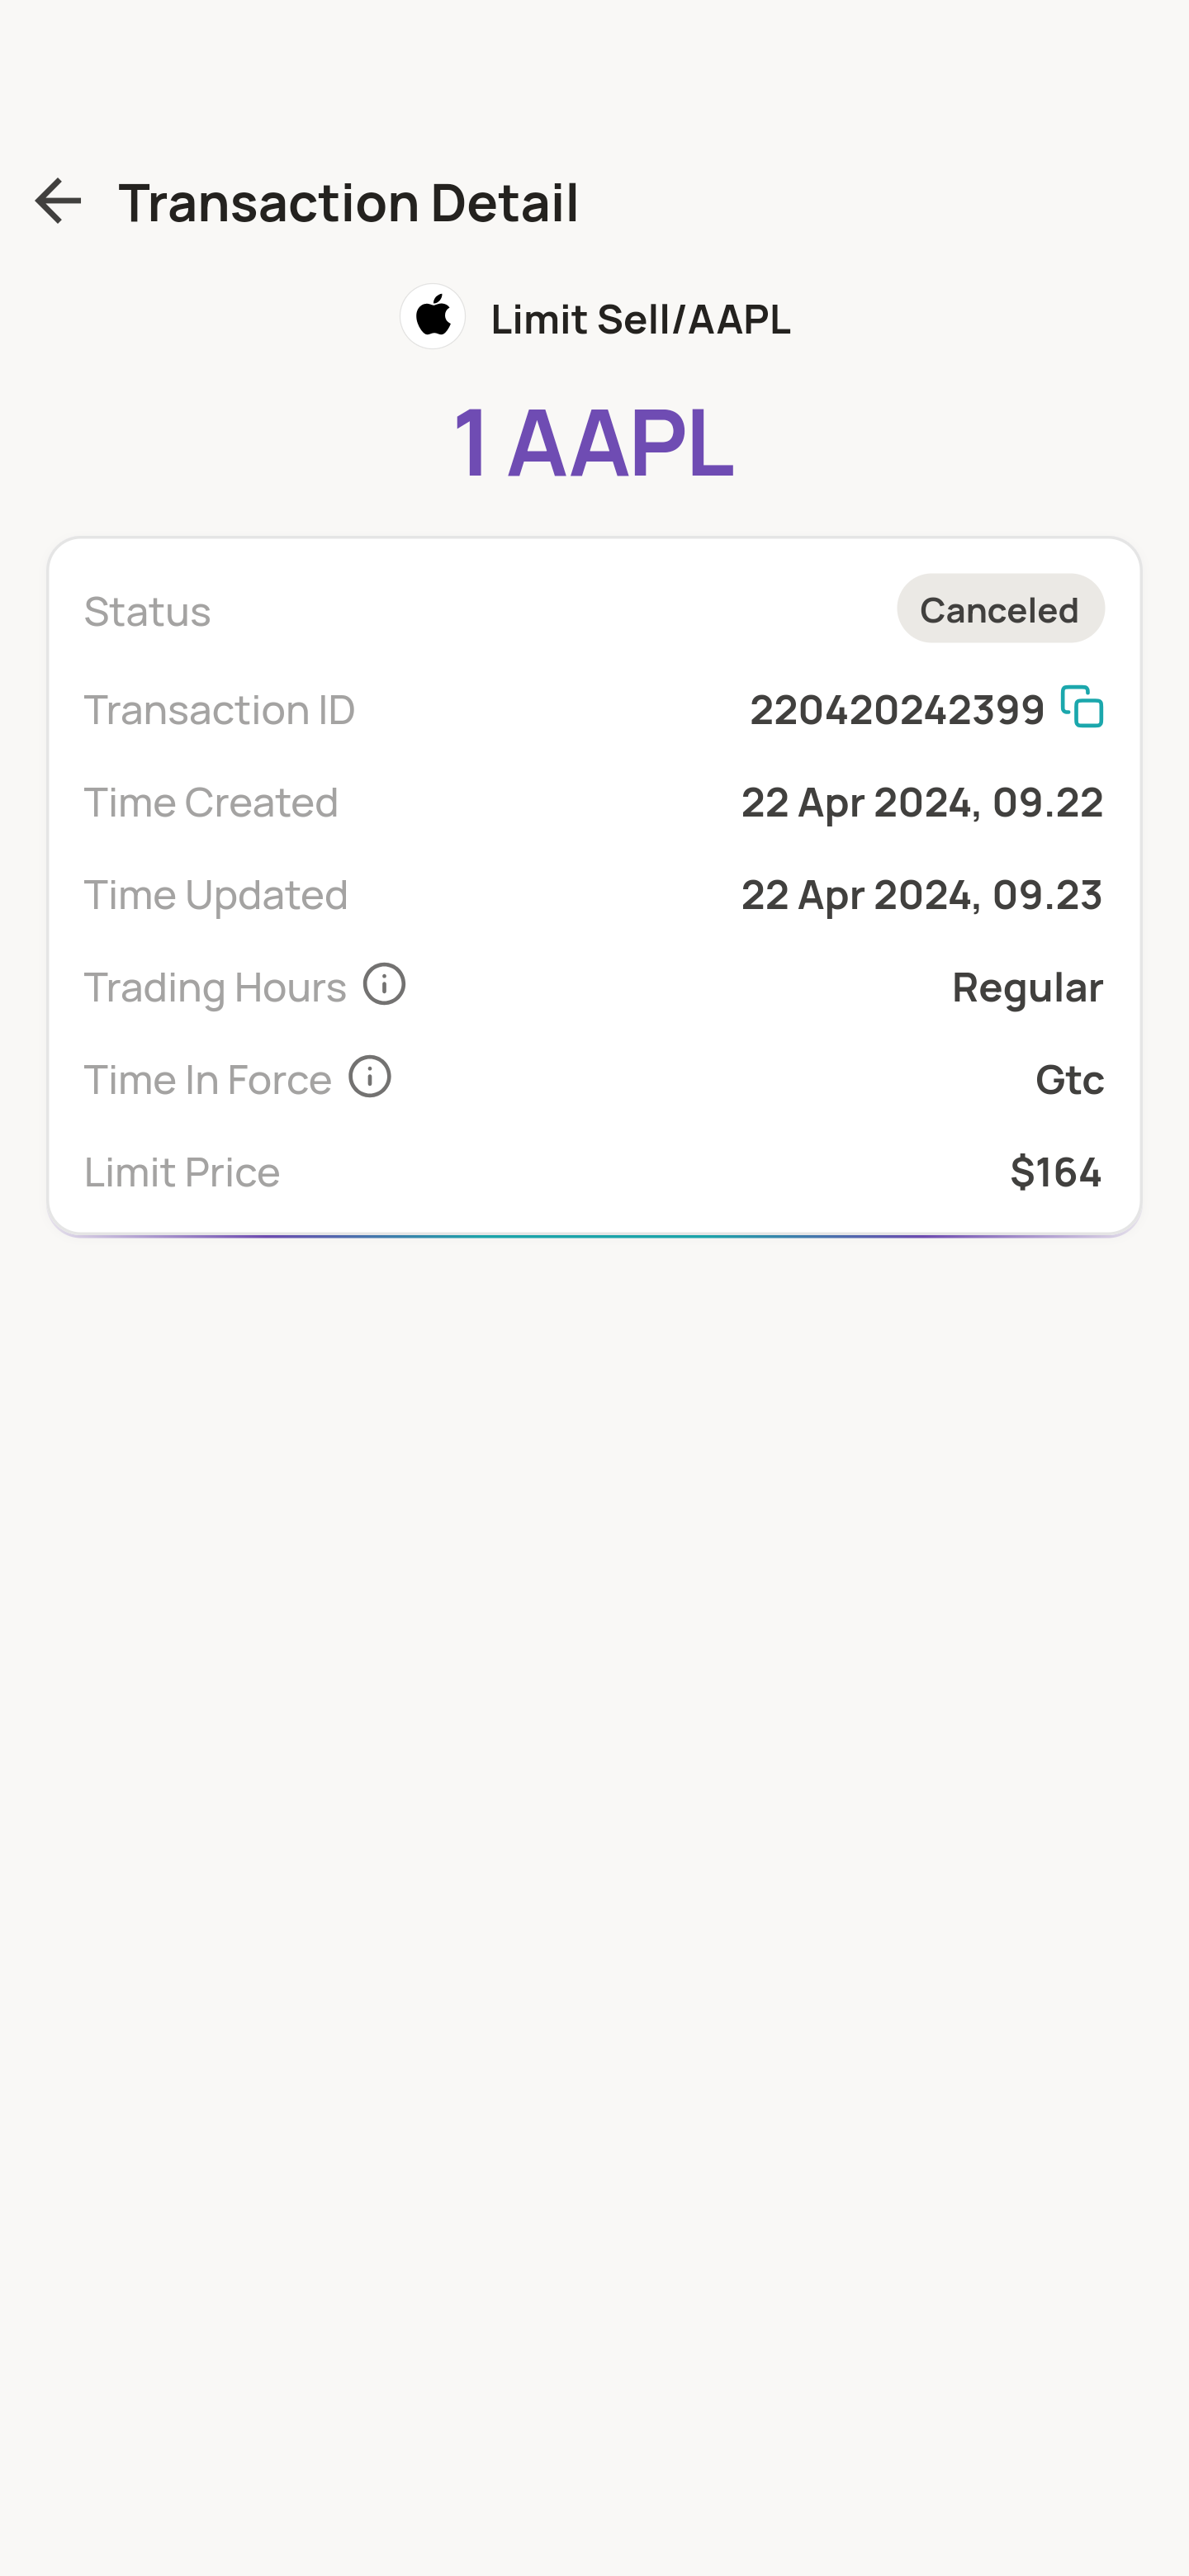 Transaction Detail
Limit Sell/AAPL
1 AAPL
Status Canceled
Transaction ID 220420242399
Time Created 22 Apr 2024, 09.22
Time Updated 22 Apr 2024, 09.23
Trading Hours Regular
Time In Force Gtc
Limit Price $164